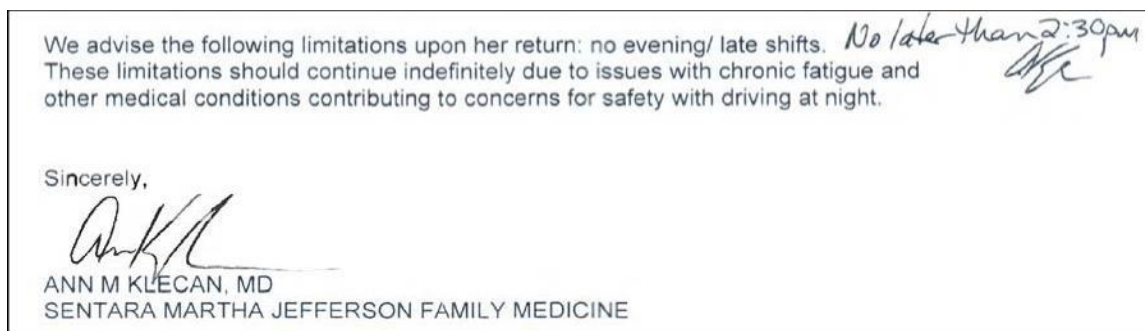 We advise the following limitations upon her return: no evening/ late shifts. No later than 2:30pm
These limitations should continue indefinitely due to issues with chronic fatigue and
other medical conditions contributing to concerns for safety with driving at night.
Sincerely,
ANN M KLECAN, MD
SENTARA MARTHA JEFFERSON FAMILY MEDICINE